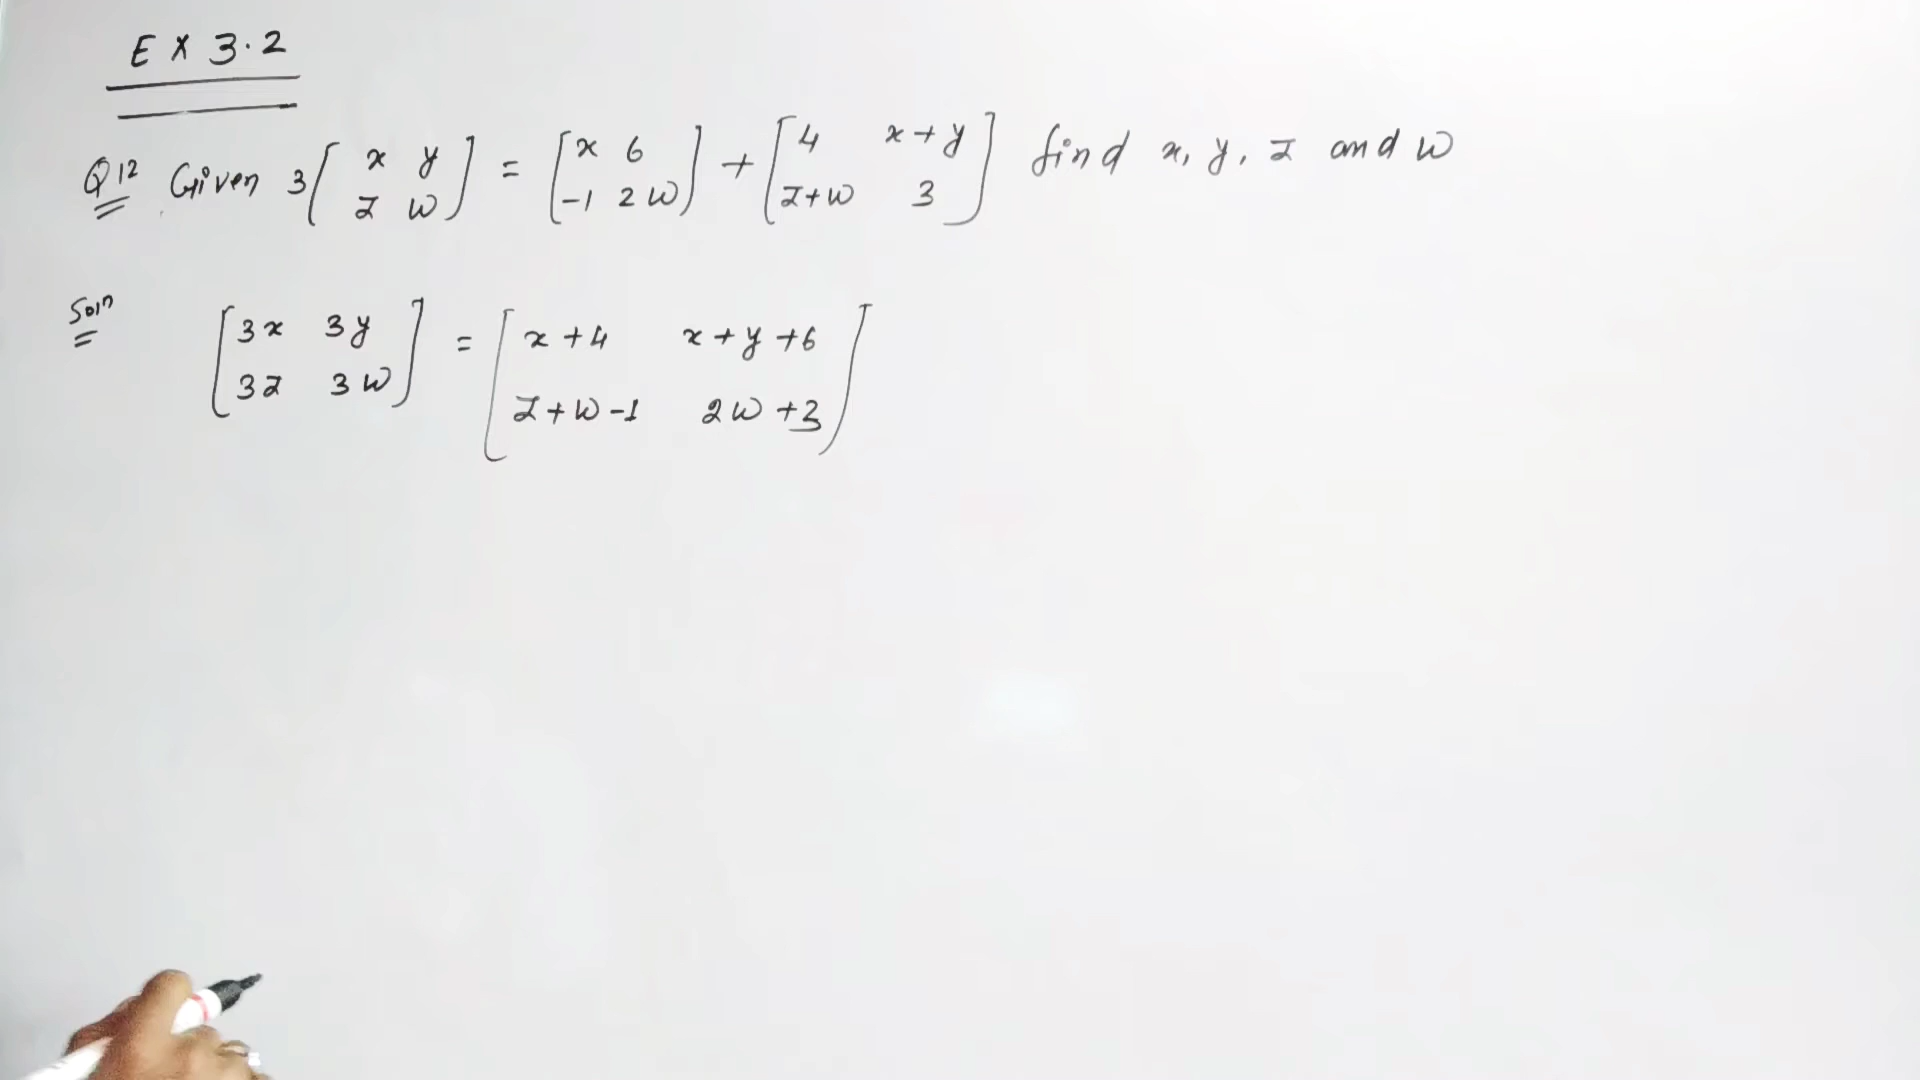 Ex 3.2
Q12 Given 3[x y = [x 6 + [4 x+y find x, y, z and w
z w] -1 2w] z+w 3]
Soln [3x 3y = [x+4 x+y+6
3z 3w] z+w-1 2w+3]